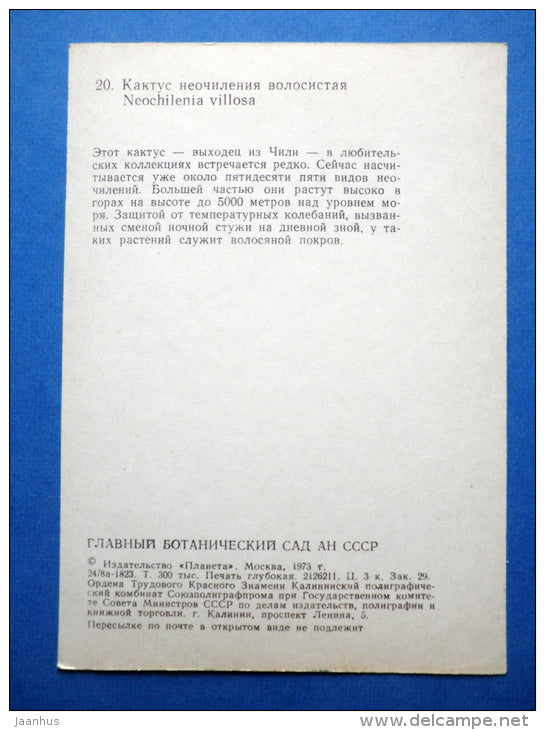 20. Кактус неочиления волосистая
Neochilenia villosa
Этот кактус — выходец из Чили — в любитель-
ских коллекциях встречается редко. Сейчас насчи-
тывается уже около пятидесяти пяти видов нео-
чилений. Большей частью они растут высоко в
горах на высоте до 5000 метров над уровнем мо-
ря. Защитой от температурных колебаний, вызван-
ных сменой ночной стужи на дневной зной, у та-
ких растений служит волосяной покров.
ГЛАВНЫЙ БОТАНИЧЕСКИЙ САД АН СССР
© Издательство «Планета». Москва, 1973 г.
24/8а-1823. Т. 300 тыс. Печать глубокая. 2126211. Ц. 3 к. Зак. 29.
Ордена Трудового Красного Знамени Калининский полиграфиче-
ский комбинат Союзполиграфпрома при Государственном комите-
те Совета Министров СССР по делам издательств, полиграфии и
книжной торговли. г. Калинин, проспект Ленина, 5.
Пересылке по почте в открытом виде не подлежит
jaanhus
www.delcampe.net